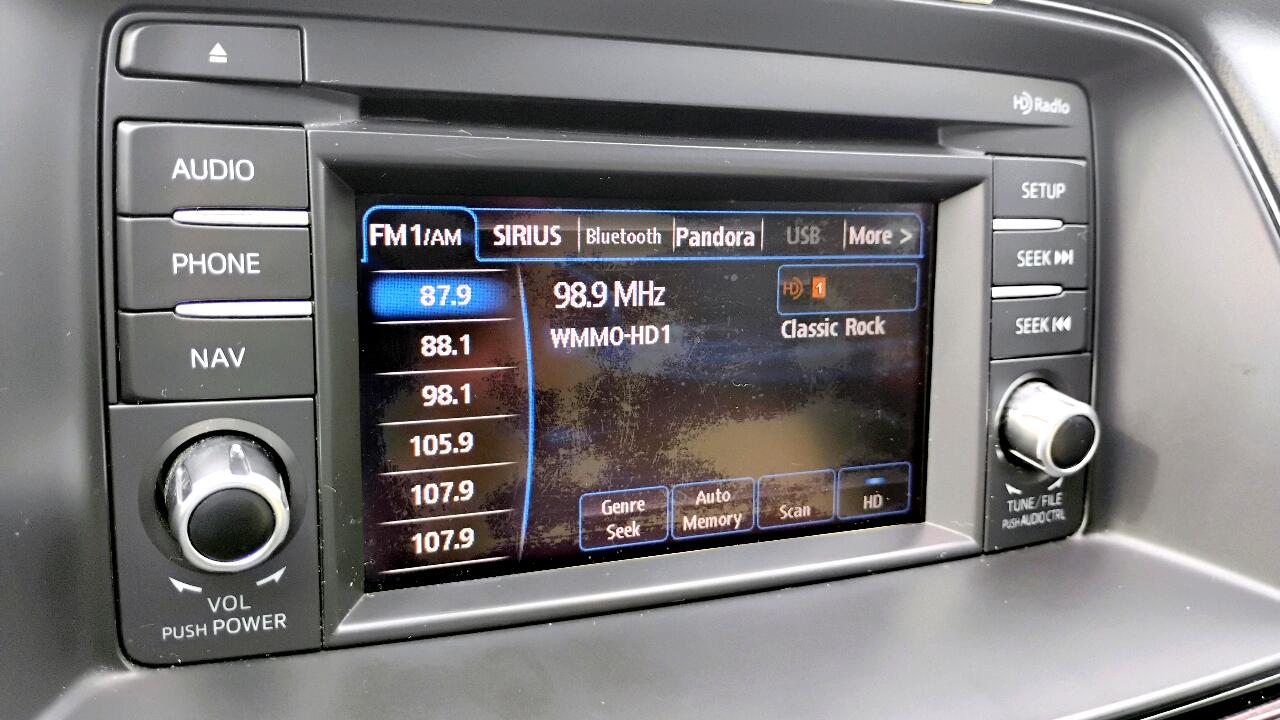 HD Radio
AUDIO
PHONE
NAV
VOL
PUSH POWER
FM1/AM SIRIUS Bluetooth Pandora USB More >
87.9
88.1
98.1
105.9
107.9
107.9
98.9 MHz
WMMO-HD1
HD 1
Classic Rock
Genre
Seek
Auto
Memory
Scan
HD
SETUP
SEEK
SEEK
TUNE/FILE
PUSH AUDIO CTRL